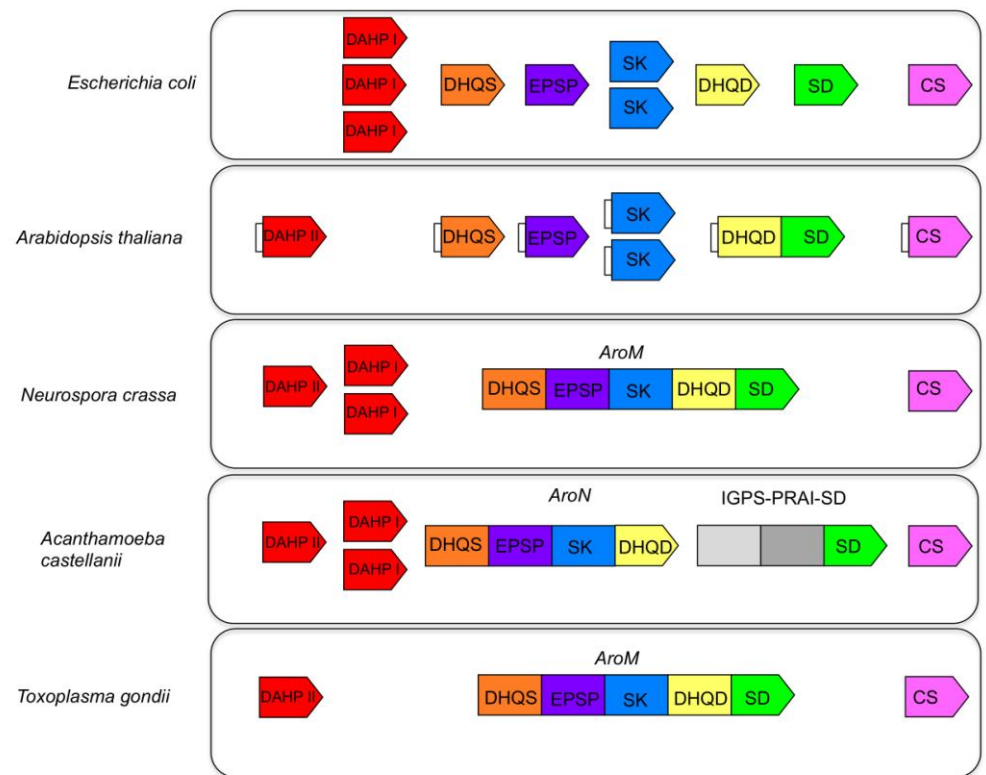 Escherichia coli
DAHP I
DAHP I
DAHP I
DHQS
EPSP
SK
SK
DHQD
SD
CS
Arabidopsis thaliana
DAHP II
DHQS
EPSP
SK
SK
DHQD
SD
CS
Neurospora crassa
DAHP II
DAHP I
DAHP I
AroM
DHQS
EPSP
SK
DHQD
SD
CS
Acanthamoeba
castellanii
DAHP II
DAHP I
DAHP I
AroN
DHQS
EPSP
SK
DHQD
IGPS-PRAI-SD
SD
CS
Toxoplasma gondii
DAHP II
AroM
DHQS
EPSP
SK
DHQD
SD
CS